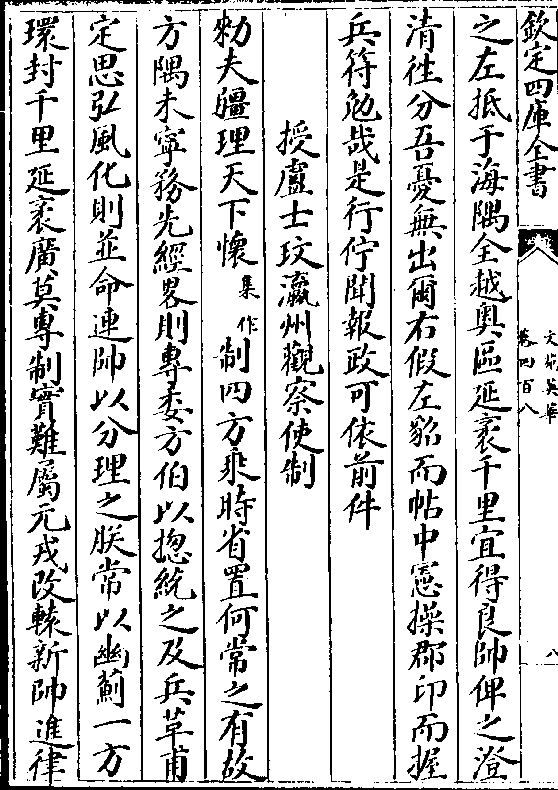 欽定四庫全書
文苑英華
卷四百八
八
之左抵于海隅全越奥區延袤千里宜得良帥俾之澄
清往分吾憂無出爾右假左貂而帖中憲操郡印而握
兵符勉哉是行佇聞報政可依前件
授盧士玫瀛州觀察使制
勑夫疆理天下懷集作制四方乘時省置何常之有故
方隅未寧務先經畧則專委方伯以揔統之及兵革甫
定思弘風化則並命連帥以分理之朕常以幽薊一方
環封千里延袤廣莫專制實難屬元戎改轅新帥進律